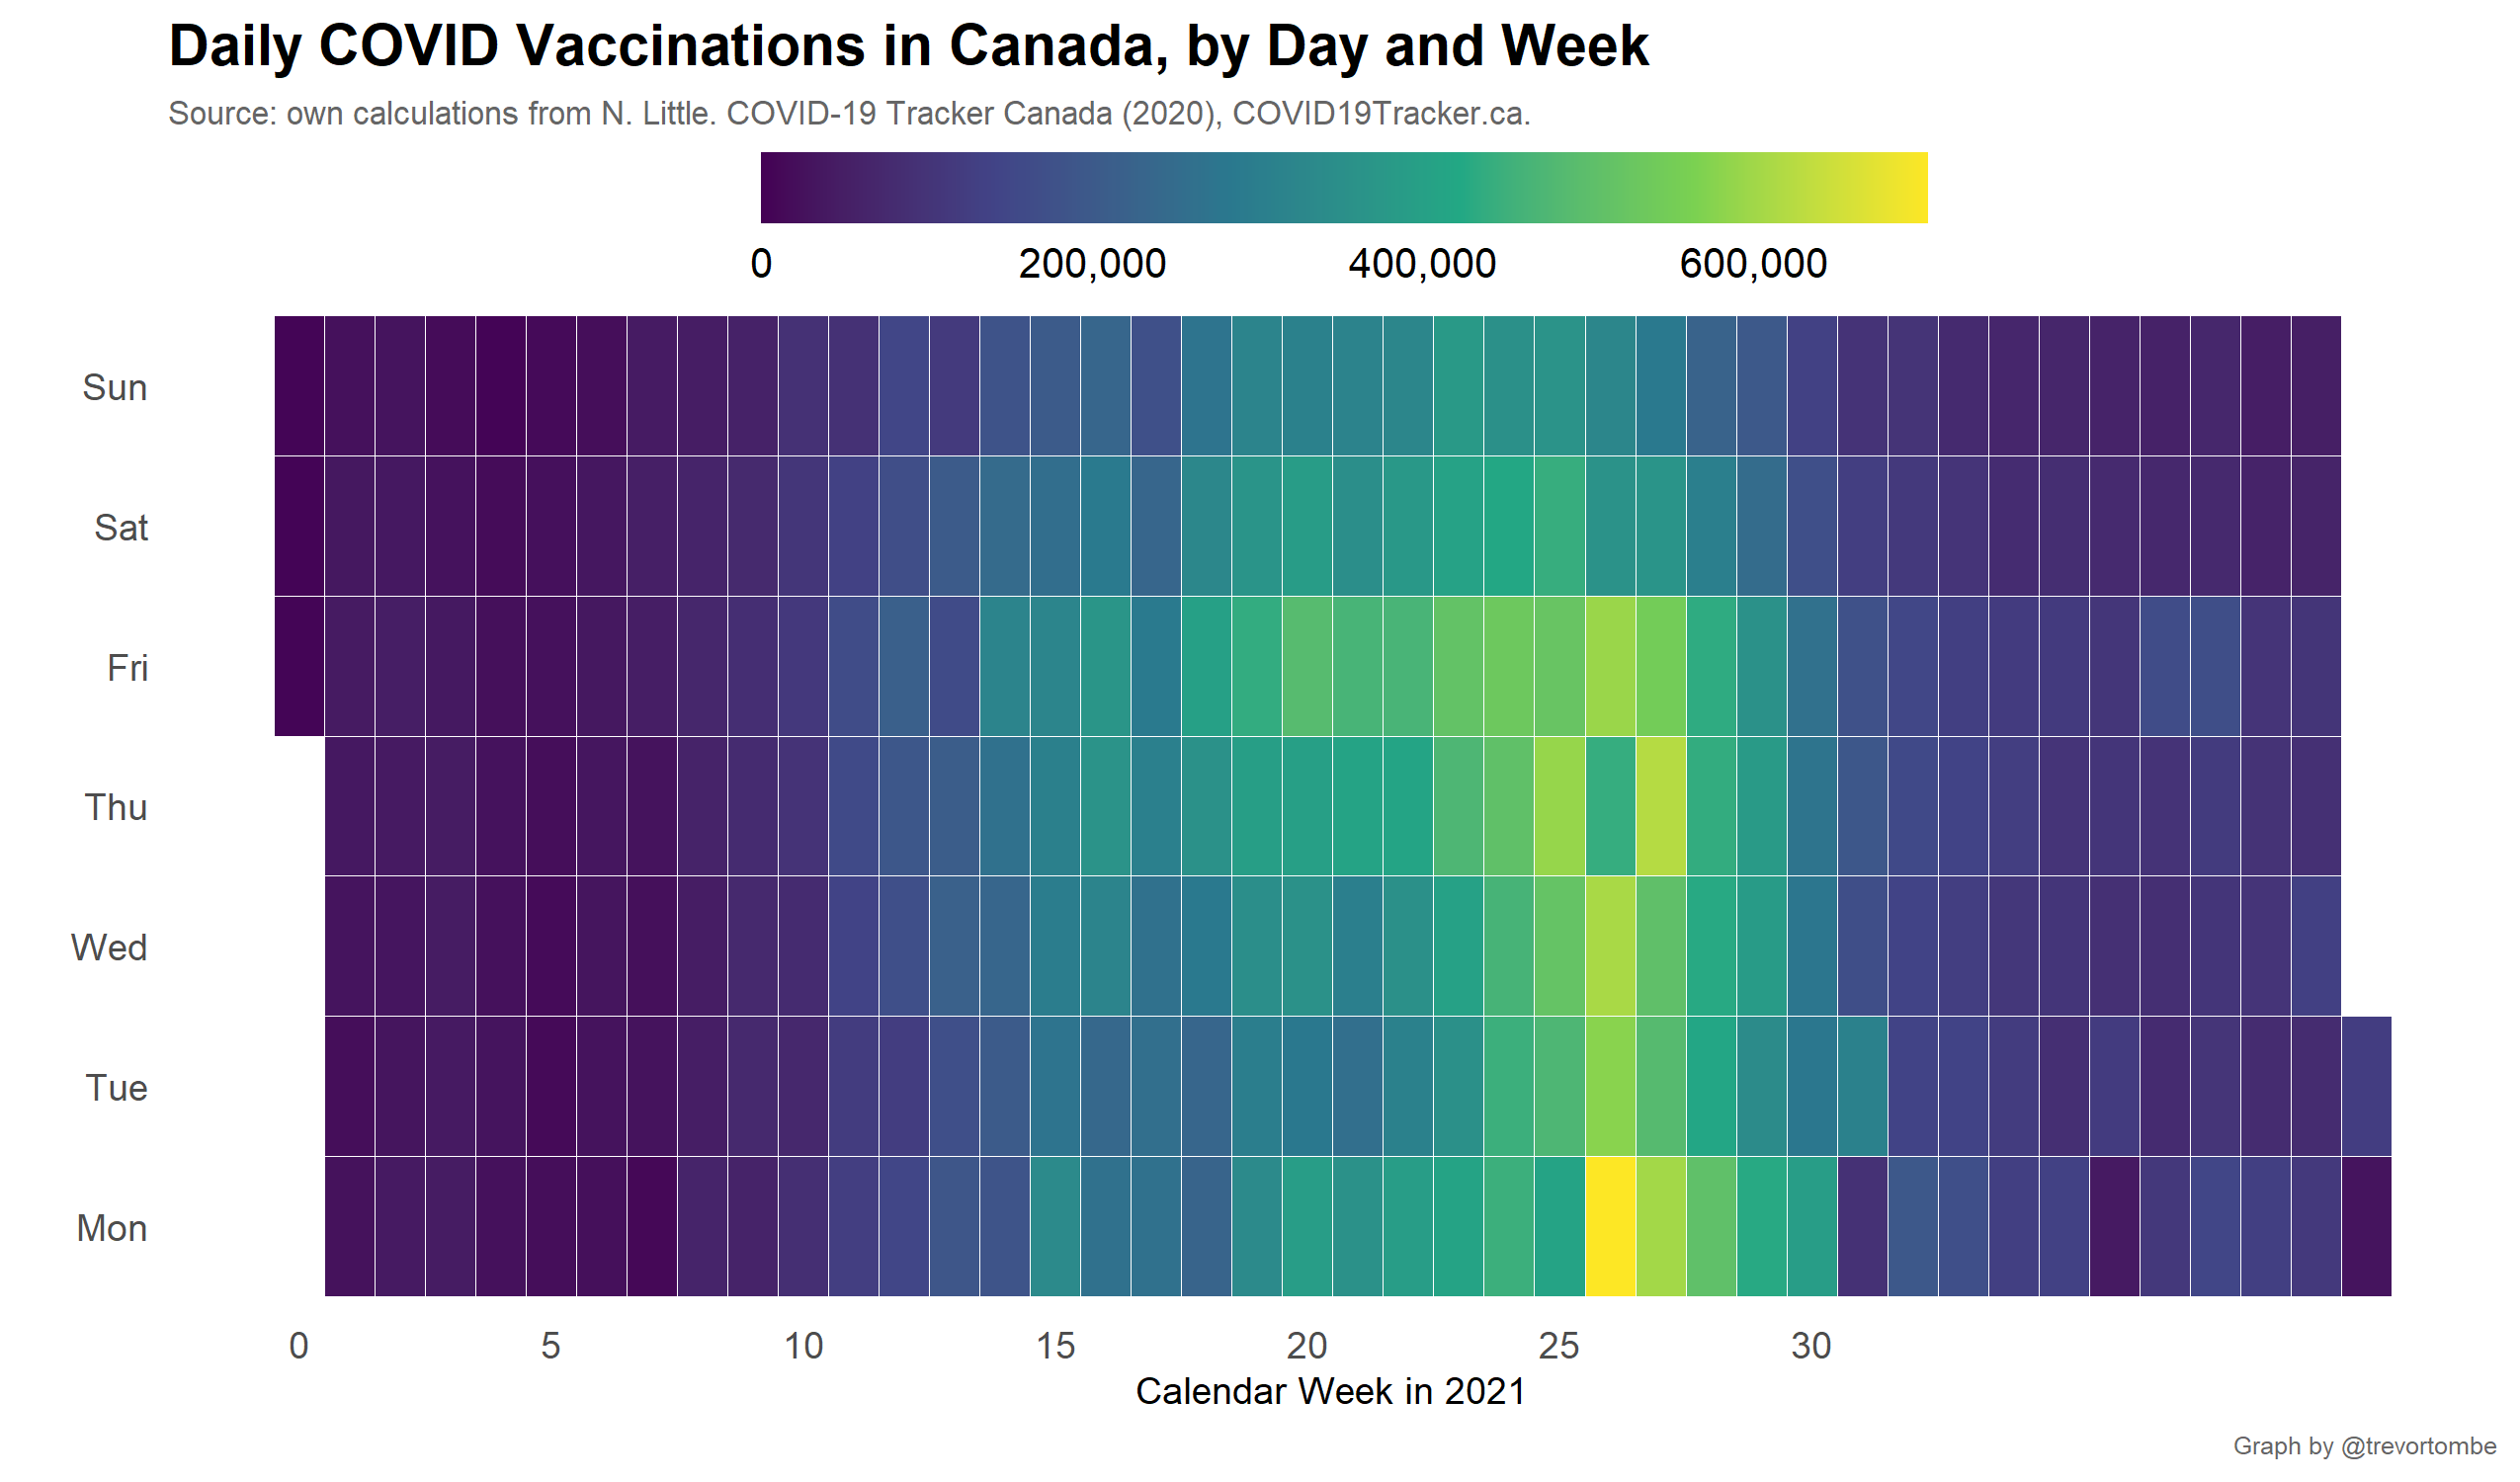 Daily COVID Vaccinations in Canada, by Day and Week
Source: own calculations from N. Little. COVID-19 Tracker Canada (2020), COVID19Tracker.ca.
0 200,000 400,000 600,000
Sun
Sat
Fri
Thu
Wed
Tue
Mon
0 5 10 15 20 25 30
Calendar Week in 2021
Graph by @trevortombe